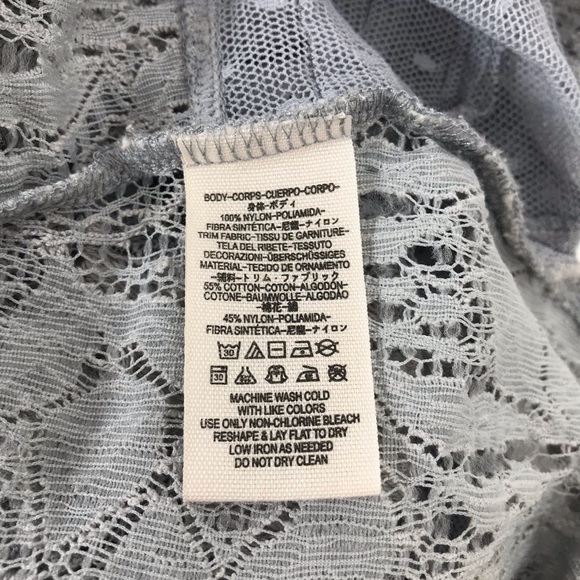 BODY-CORPS-CUERPO-CORPO-
身体-ボディ
100% NYLON-POLIAMIDA-
FIBRA SINTÉTICA-尼龍-ナイロン
TRIM FABRIC-TISSU DE GARNITURE-
TELA DEL RIBETE-TESSUTO
DECORAZIONI-ÜBERSCHÜSSIGES
MATERIAL-TECIDO DE ORNAMENTO
-辅料-トリム・ファブリック
55% COTTON-COTON-ALGODÓN-
COTONE-BAUMWOLLE-ALGODAO
-棉花-綿
45% NYLON-POLIAMIDA-
FIBRA SINTÉTICA-尼龍-ナイロン
30
30
MACHINE WASH COLD
WITH LIKE COLORS
USE ONLY NON-CHLORINE BLEACH
RESHAPE & LAY FLAT TO DRY
LOW IRON AS NEEDED
DO NOT DRY CLEAN